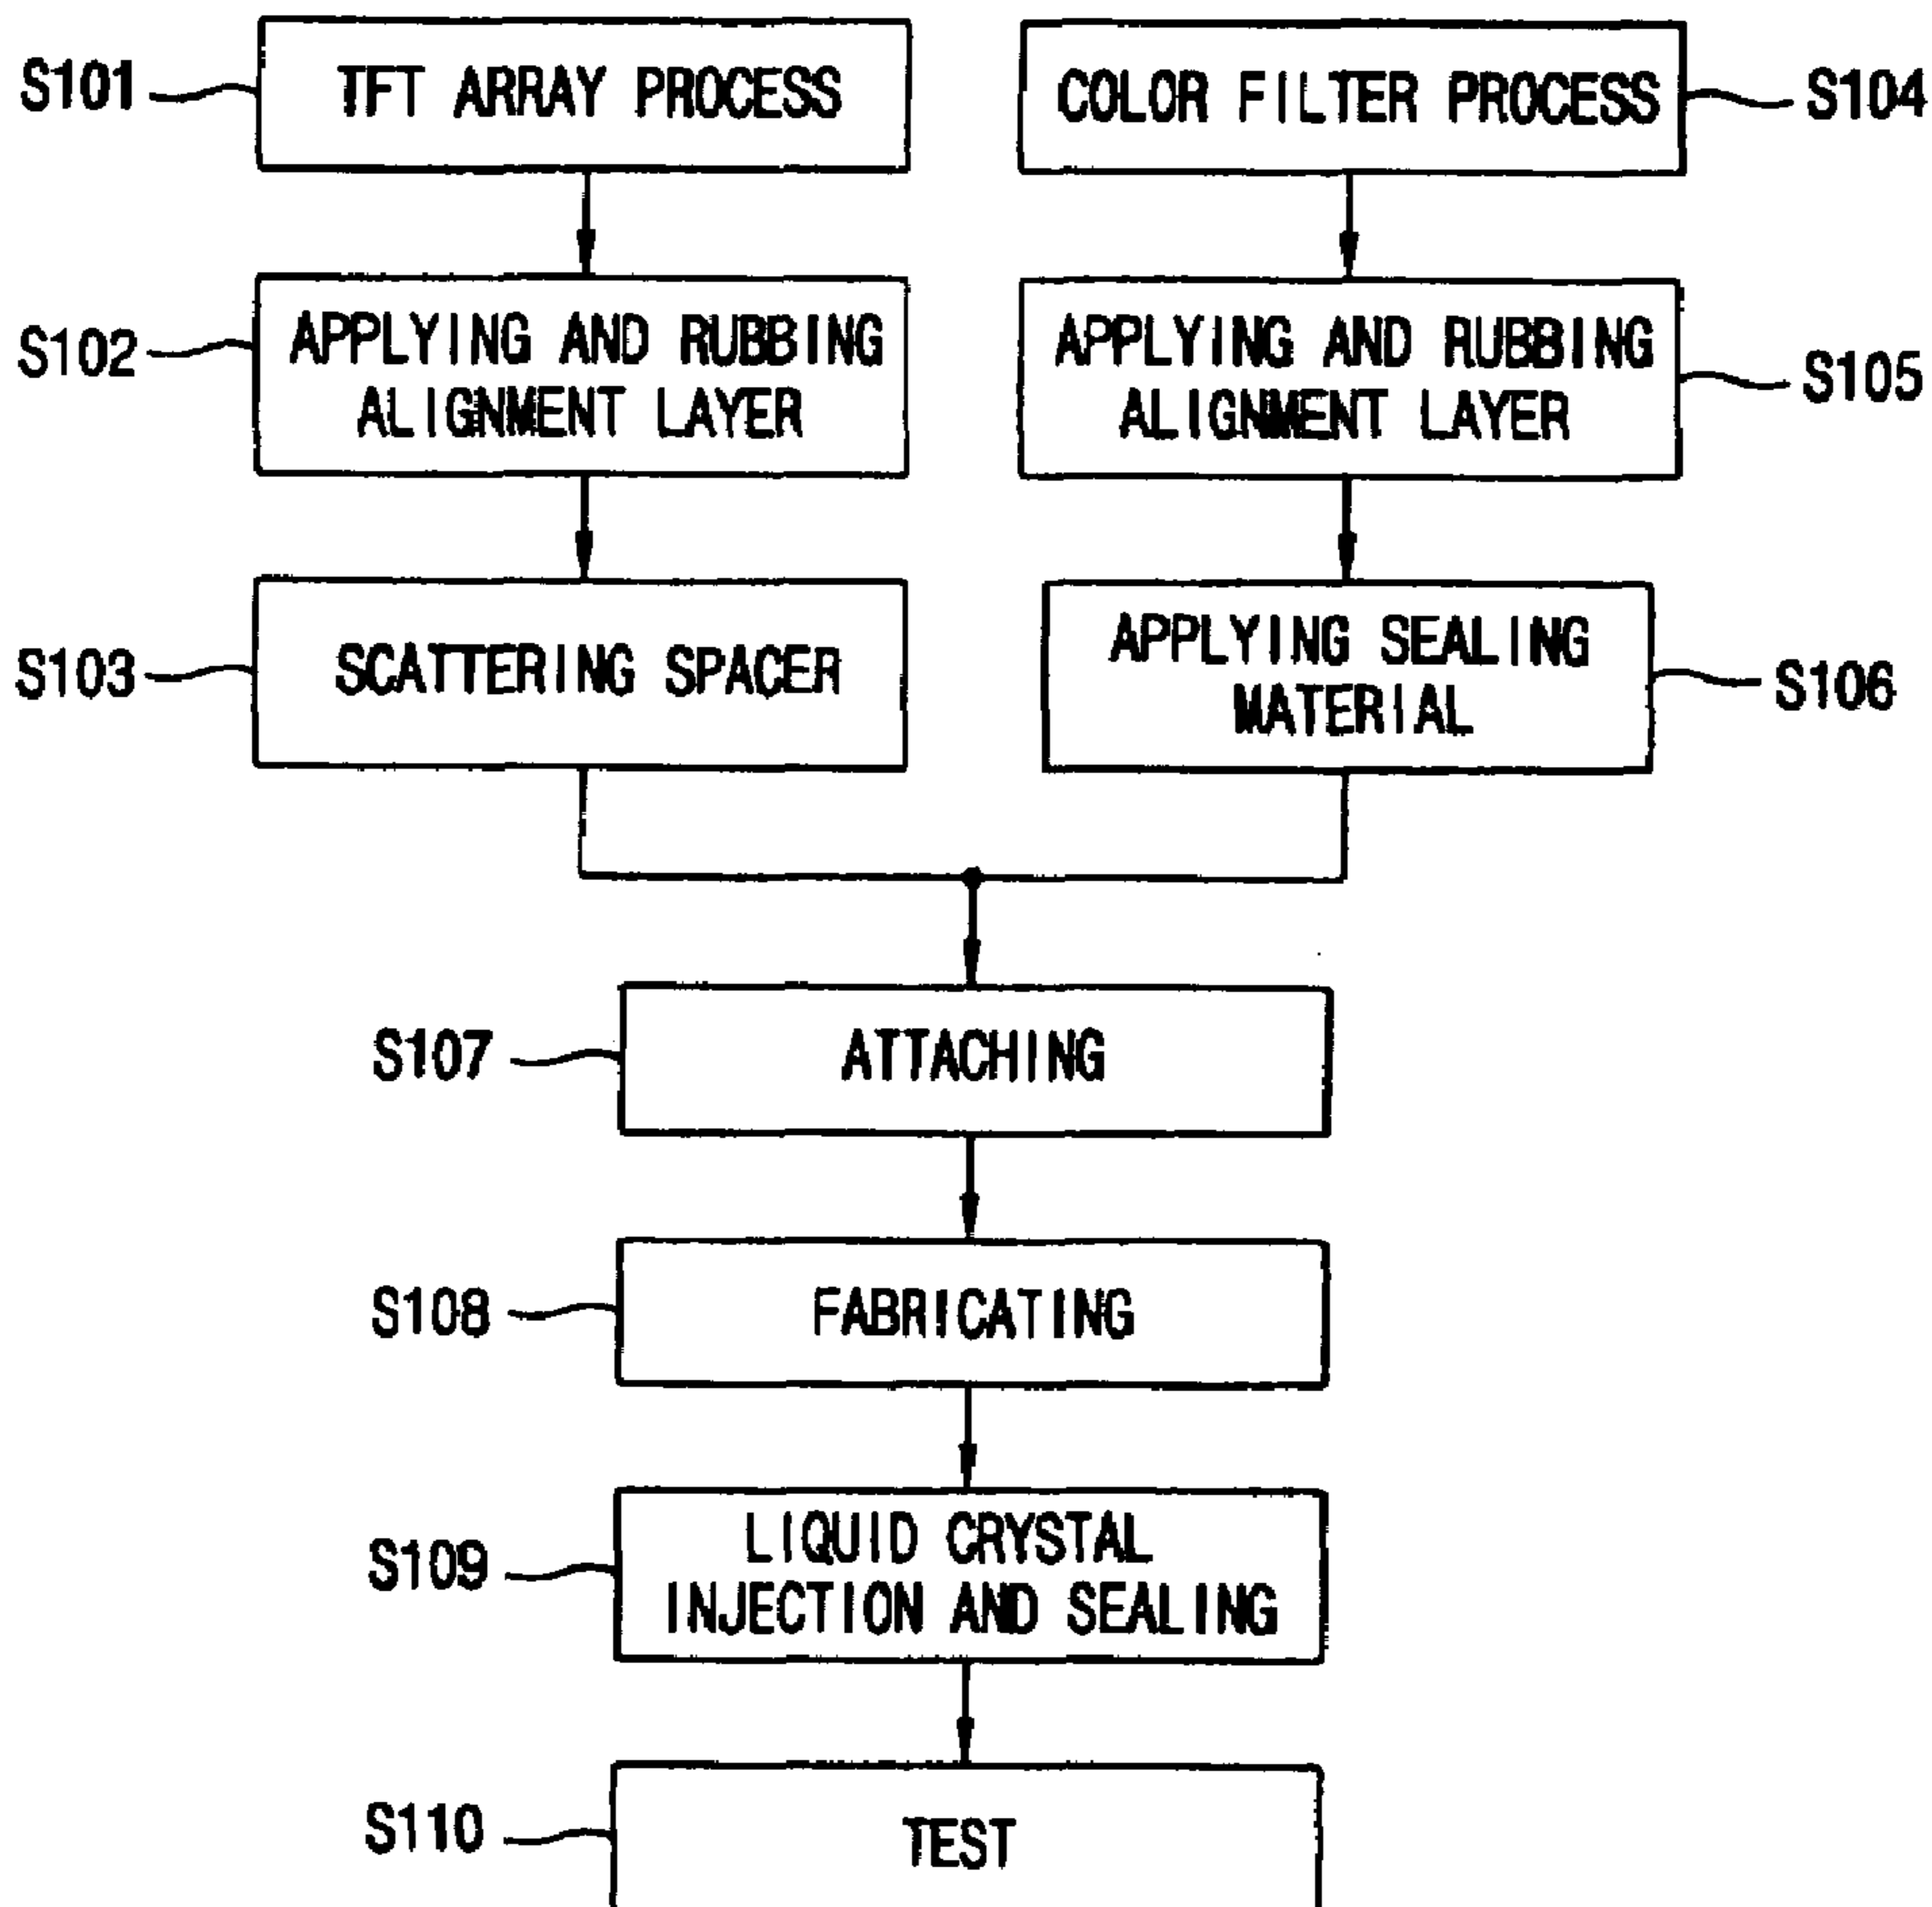 S101
TFT ARRAY PROCESS
COLOR FILTER PROCESS
S104
S102
APPLYING AND RUBBING
ALIGNMENT LAYER
APPLYING AND RUBBING
ALIGNMENT LAYER
S105
S103
SCATTERING SPACER
APPLYING SEALING
MATERIAL
S106
S107
ATTACHING
S108
FABRICATING
S109
LIQUID CRYSTAL
INJECTION AND SEALING
S110
TEST